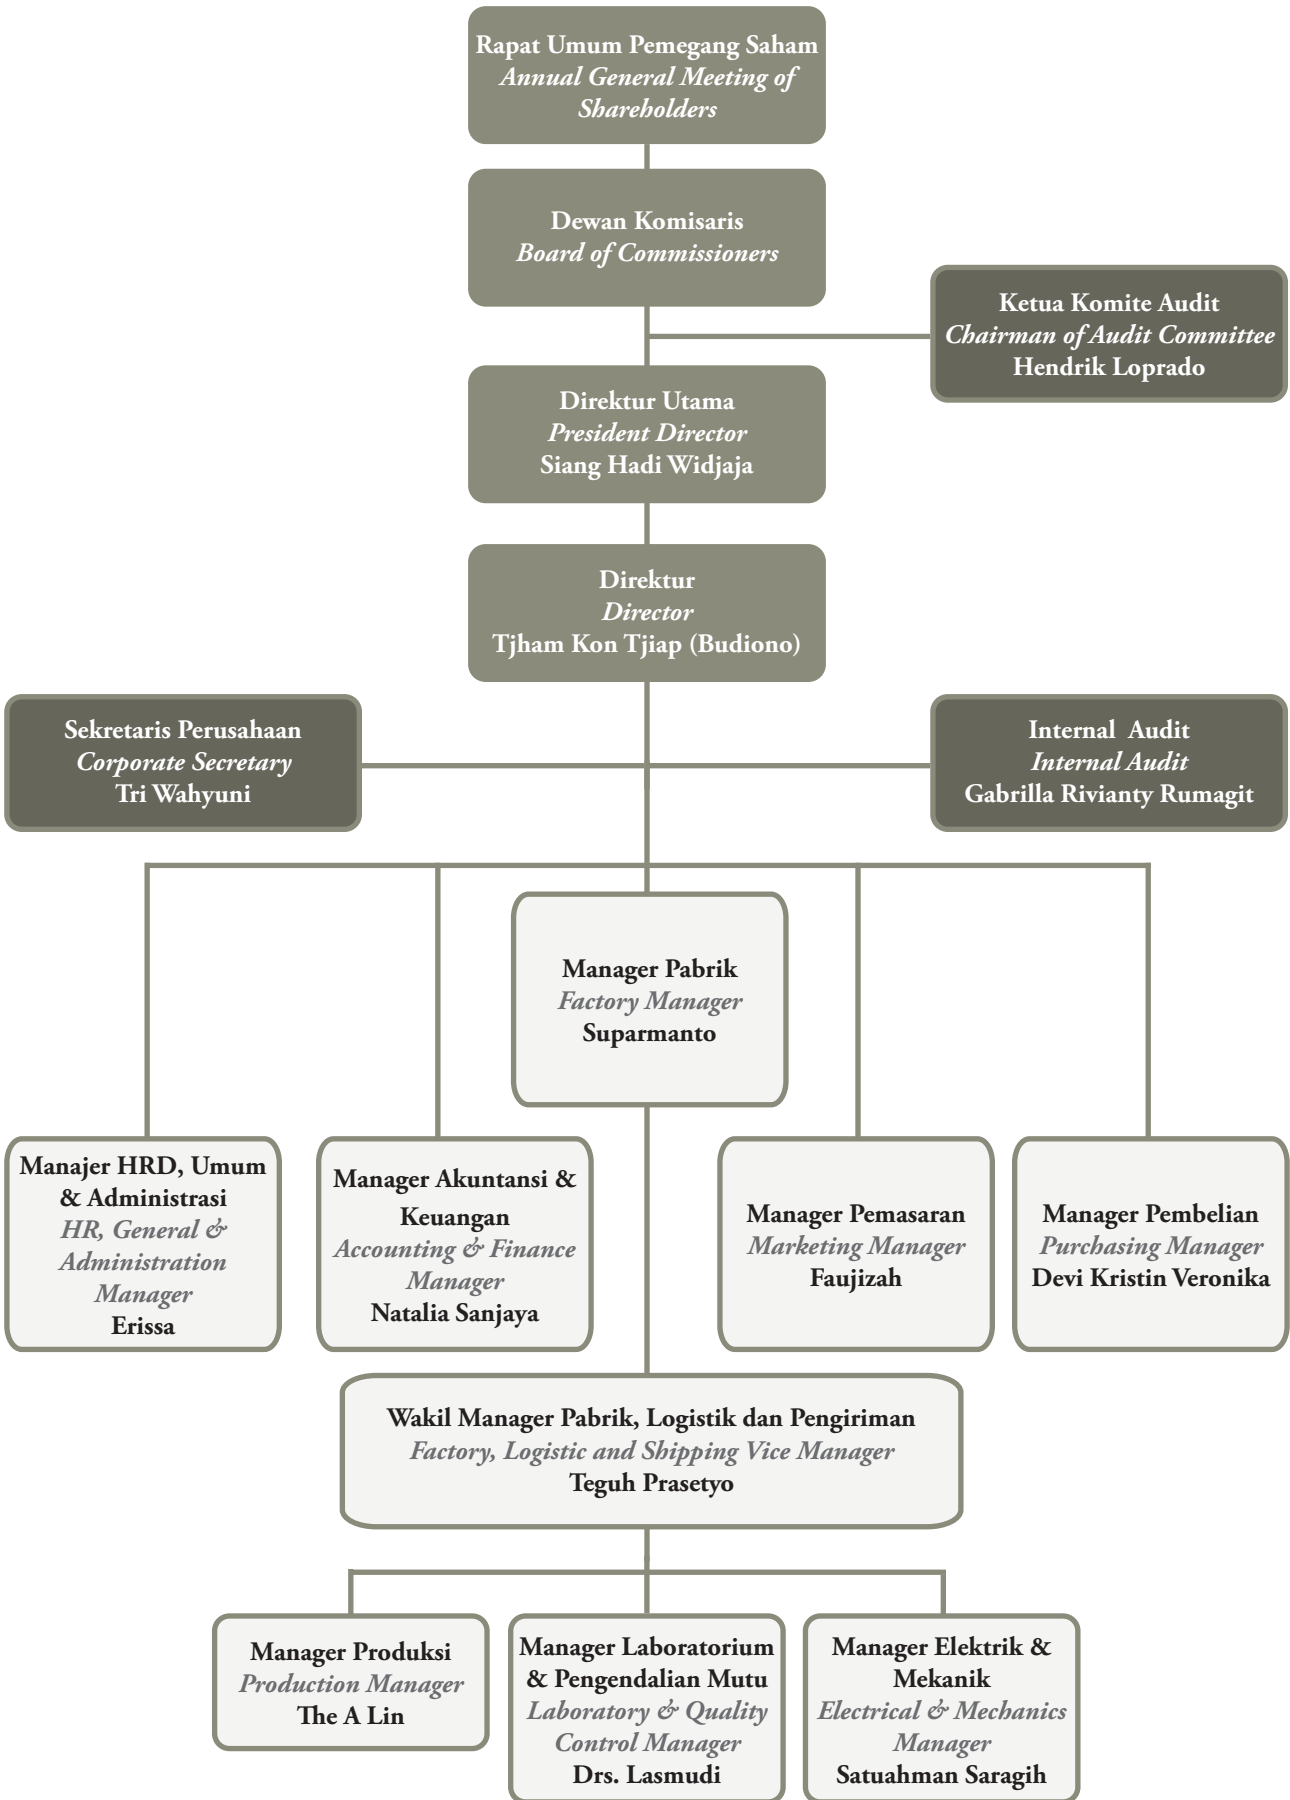 Rapat Umum Pemegang Saham
Annual General Meeting of
Shareholders
Dewan Komisaris
Board of Commissioners
Ketua Komite Audit
Chairman of Audit Committee
Hendrik Loprado
Direktur Utama
President Director
Siang Hadi Widjaja
Direktur
Director
Tjham Kon Tjiap (Budiono)
Sekretaris Perusahaan
Corporate Secretary
Tri Wahyuni
Internal Audit
Internal Audit
Gabrilla Rivianty Rumagit
Manager Pabrik
Factory Manager
Suparmanto
Manajer HRD, Umum
& Administrasi
HR, General &
Administration
Manager
Erissa
Manager Akuntansi &
Keuangan
Accounting & Finance
Manager
Natalia Sanjaya
Manager Pemasaran
Marketing Manager
Faujizah
Manager Pembelian
Purchasing Manager
Devi Kristin Veronika
Wakil Manager Pabrik, Logistik dan Pengiriman
Factory, Logistic and Shipping Vice Manager
Teguh Prasetyo
Manager Produksi
Production Manager
The A Lin
Manager Laboratorium
& Pengendalian Mutu
Laboratory & Quality
Control Manager
Drs. Lasmudi
Manager Elektrik &
Mekanik
Electrical & Mechanics
Manager
Satuahman Saragih